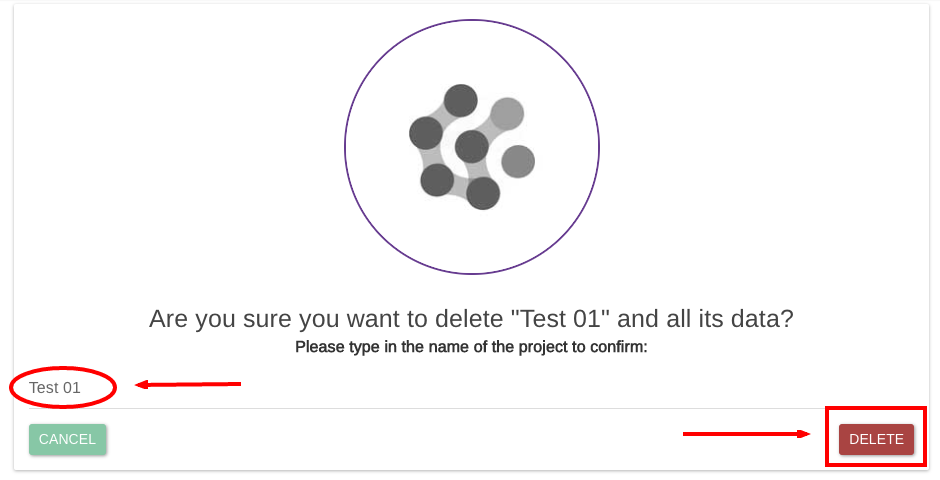 Are you sure you want to delete "Test 01" and all its data?
Please type in the name of the project to confirm:
Test 01
CANCEL
DELETE